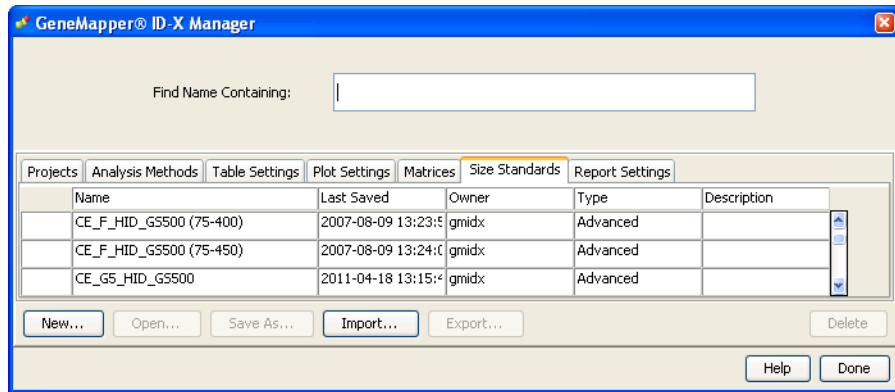 GeneMapper® ID-X Manager
Find Name Containing:
Projects Analysis Methods Table Settings Plot Settings Matrices Size Standards Report Settings
Name Last Saved Owner Type Description
CE_F_HID_GS500 (75-400) 2007-08-09 13:23:5 gmidx Advanced
CE_F_HID_GS500 (75-450) 2007-08-09 13:24:0 gmidx Advanced
CE_G5_HID_GS500 2011-04-18 13:15:4 gmidx Advanced
New... Open... Save As... Import... Export... Delete
Help Done